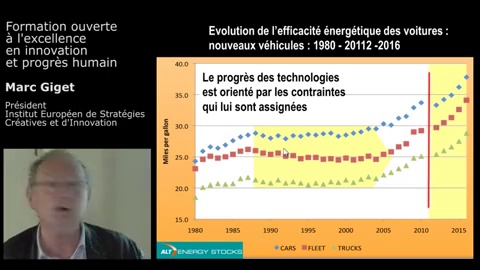 Formation ouverte
à l'excellence
en innovation
et progrès humain
Marc Giget
Président
Institut Européen de Stratégies
Créatives et d'Innovation
Evolution de l'efficacité énergétique des voitures :
nouveaux véhicules : 1980 - 20112 -2016
Le progrès des technologies
est orienté par les contraintes
qui lui sont assignées
Miles per gallon
40.0
35.0
30.0
25.0
20.0
15.0
1980
1985
1990
1995
2000
2005
2010
2015
ALT ENERGY STOCKS
CARS
FLEET
TRUCKS